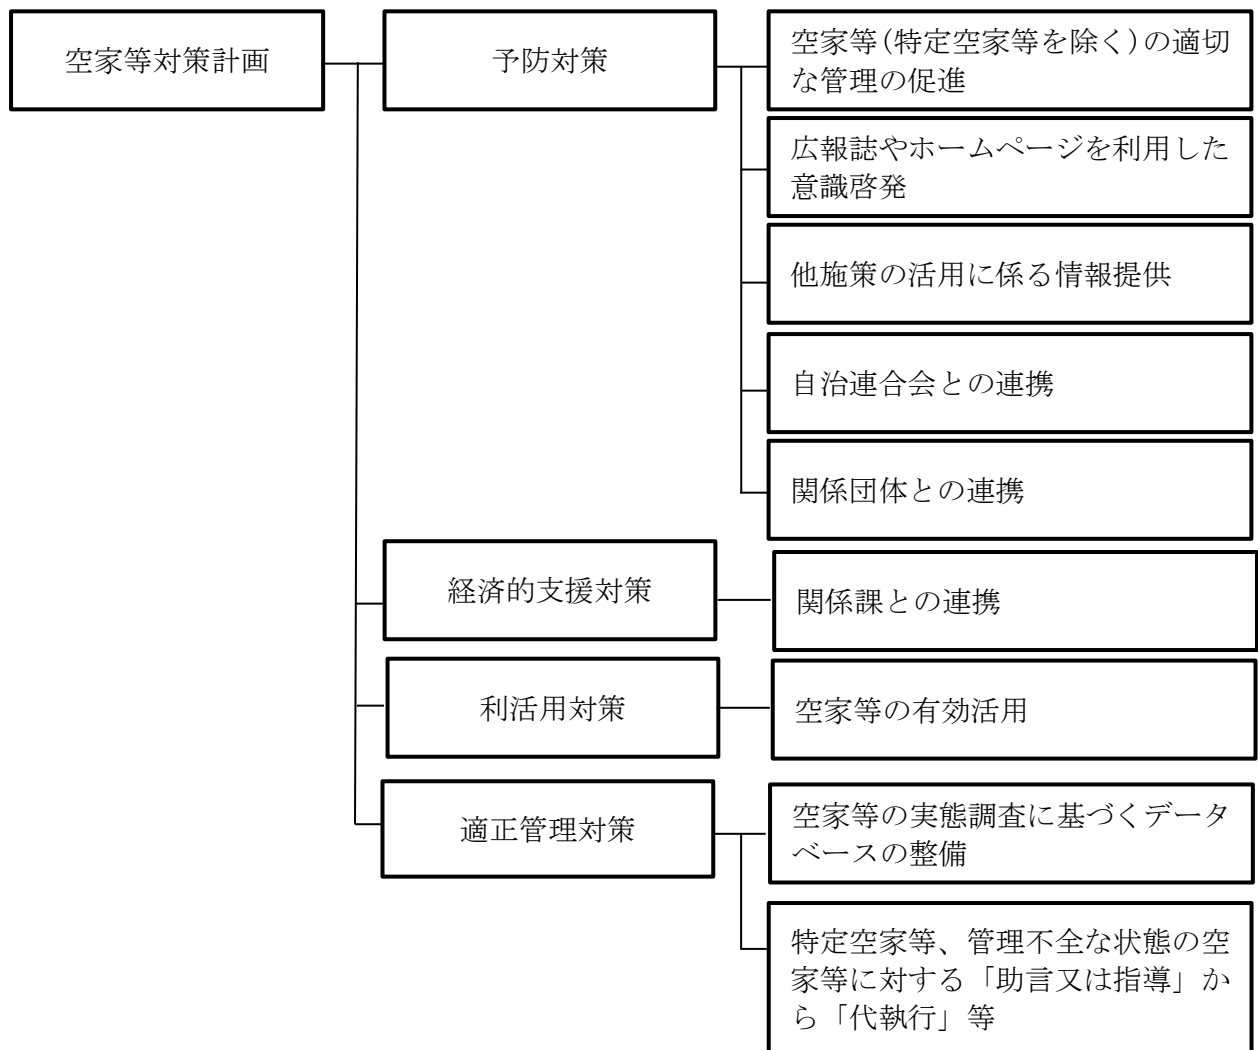 空家等対策計画
予防対策
空家等(特定空家等を除く)の適切
な管理の促進
広報誌やホームページを利用した
意識啓発
他施策の活用に係る情報提供
自治連合会との連携
関係団体との連携
経済的支援対策
関係課との連携
利活用対策
空家等の有効活用
適正管理対策
空家等の実態調査に基づくデータ
ベースの整備
特定空家等、管理不全な状態の空
家等に対する「助言又は指導」か
ら「代執行」等